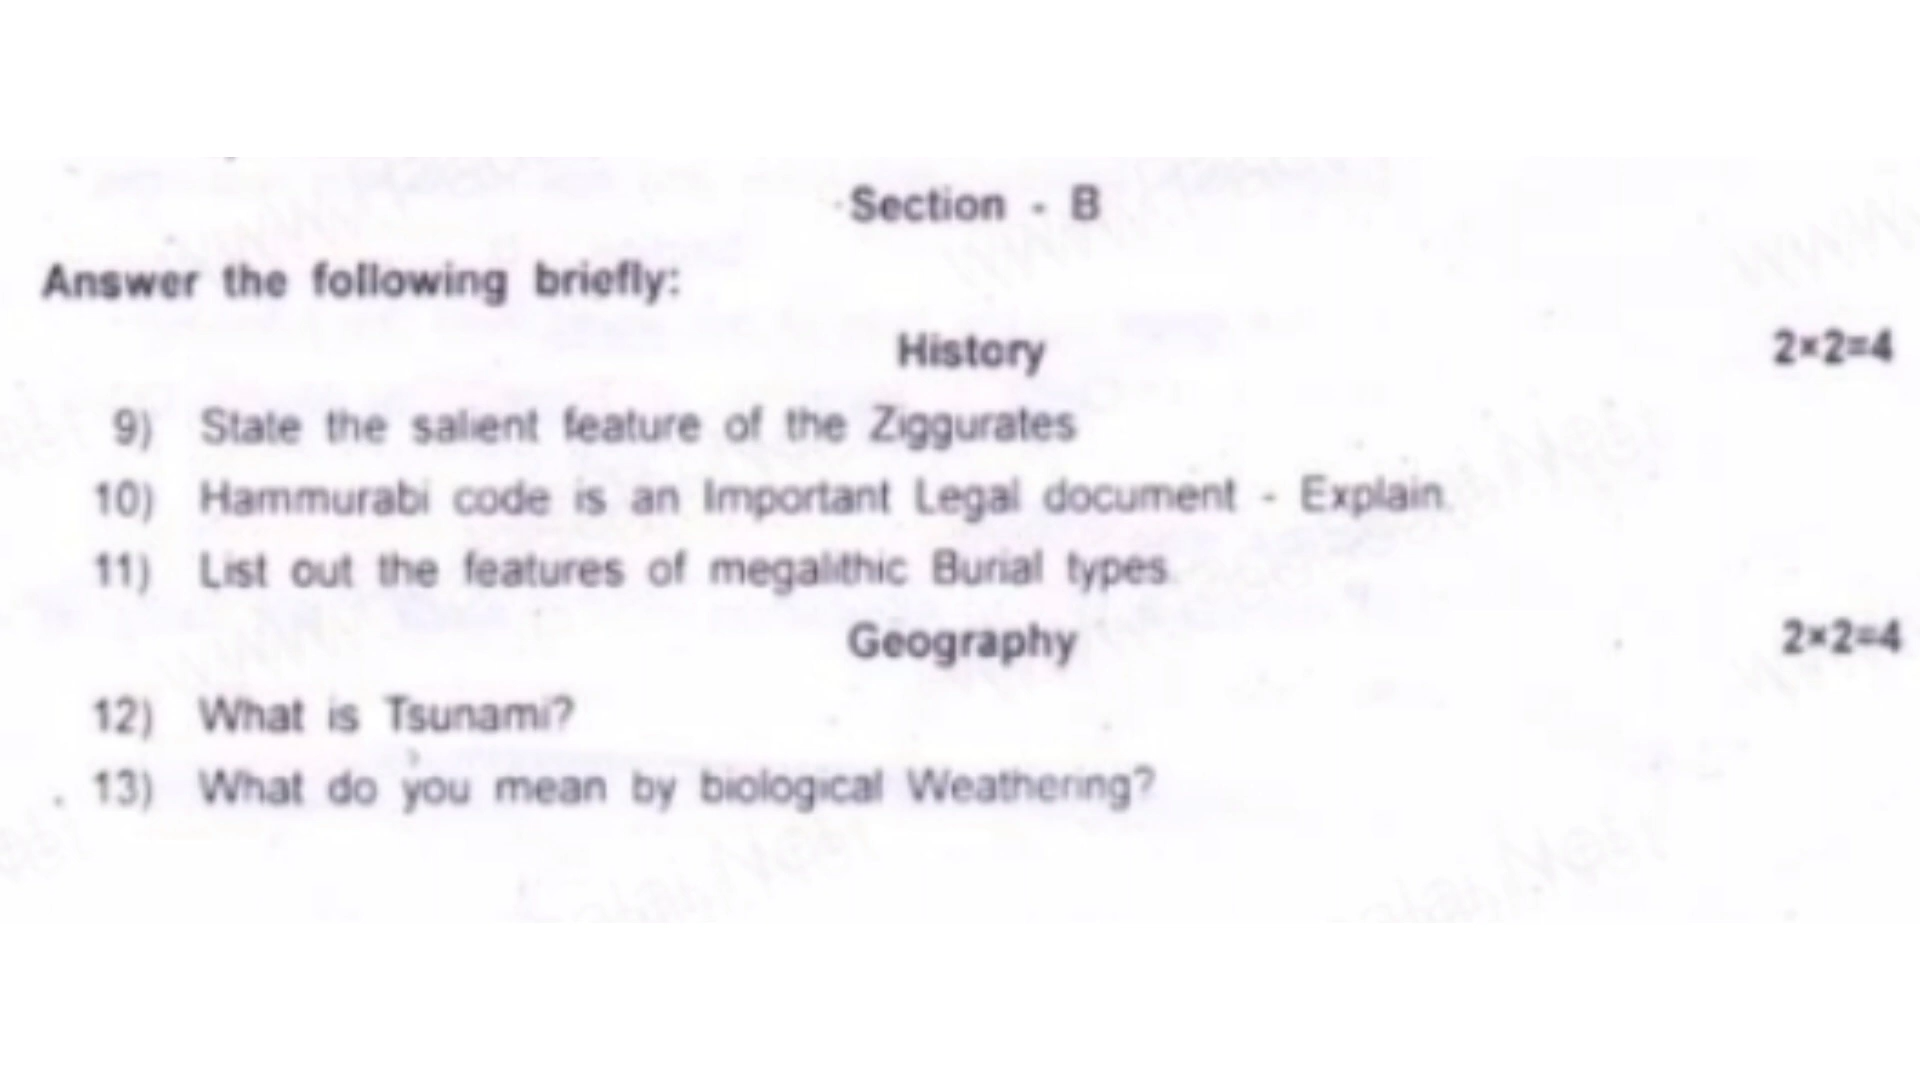 Section - B
Answer the following briefly:
History 2×2=4
9) State the salient feature of the Ziggurates
10) Hammurabi code is an Important Legal document - Explain.
11) List out the features of megalithic Burial types.
Geography 2×2=4
12) What is Tsunami?
13) What do you mean by biological Weathering?